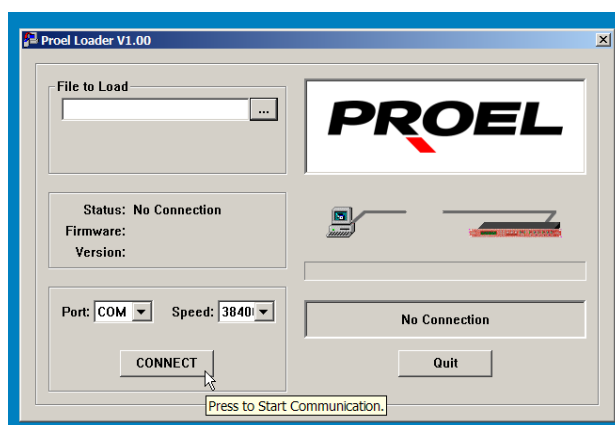 Proel Loader V1.00
File to Load
...
PROEL
Status: No Connection
Firmware:
Version:
Port: COM Speed: 3840
No Connection
CONNECT
Quit
Press to Start Communication.